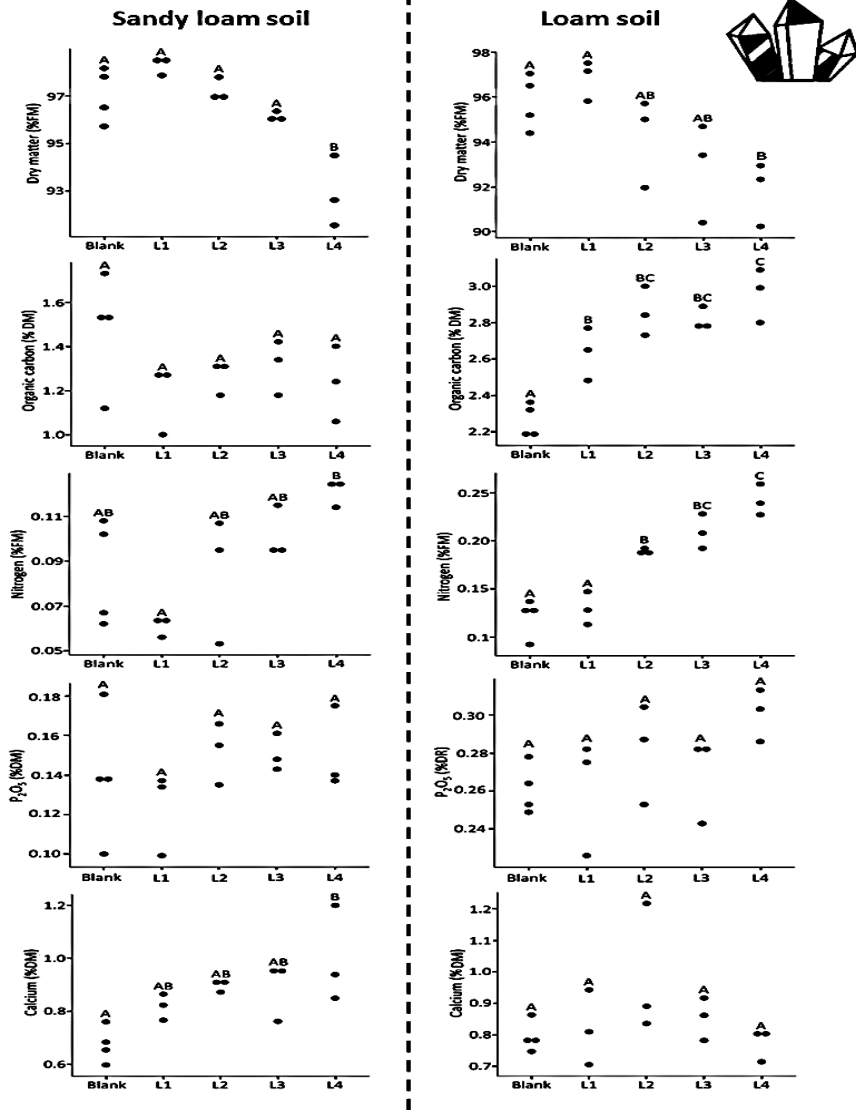 Sandy loam soil
Dry matter (%FM)
97
95
93
A
A
A
A
B
Blank L1 L2 L3 L4
Organic carbon (% DM)
1.6
1.4
1.2
1.0
A
A
A
A
A
Blank L1 L2 L3 L4
Nitrogen (%FM)
0.11
0.09
0.07
0.05
AB
A
AB
AB
B
Blank L1 L2 L3 L4
P2O5 (%DM)
0.18
0.16
0.14
0.12
0.10
A
A
A
A
A
Blank L1 L2 L3 L4
Calcium (%DM)
1.2
1.0
0.8
0.6
A
AB
AB
AB
B
Blank L1 L2 L3 L4
Loam soil
Dry matter (%FM)
98
96
94
92
90
A
A
AB
AB
B
Blank L1 L2 L3 L4
Organic carbon (% DM)
3.0
2.8
2.6
2.4
2.2
A
B
BC
BC
C
Blank L1 L2 L3 L4
Nitrogen (%FM)
0.25
0.20
0.15
0.1
A
A
B
BC
C
Blank L1 L2 L3 L4
P2O5 (%DR)
0.30
0.28
0.26
0.24
A
A
A
A
A
Blank L1 L2 L3 L4
Calcium (%DM)
1.2
1.1
1.0
0.9
0.8
0.7
A
A
A
A
A
Blank L1 L2 L3 L4